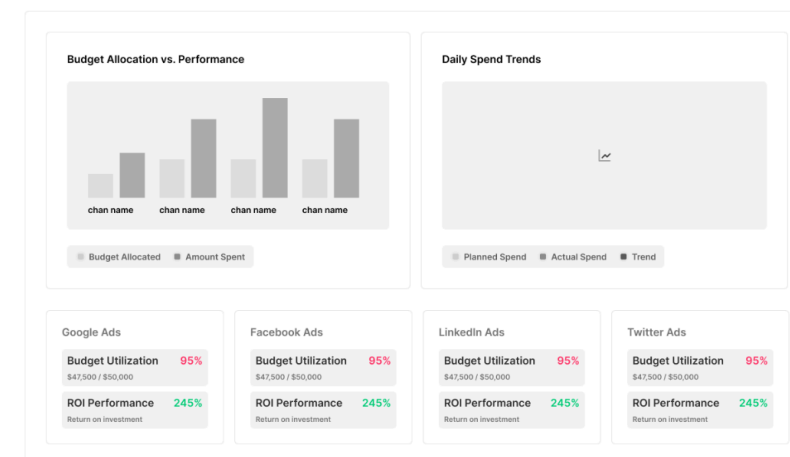 Budget Allocation vs. Performance
chan name chan name chan name chan name
Budget Allocated Amount Spent
Daily Spend Trends
Planned Spend Actual Spend Trend
Google Ads
Budget Utilization 95%
$47,500 / $50,000
ROI Performance 245%
Return on investment
Facebook Ads
Budget Utilization 95%
$47,500 / $50,000
ROI Performance 245%
Return on investment
LinkedIn Ads
Budget Utilization 95%
$47,500 / $50,000
ROI Performance 245%
Return on investment
Twitter Ads
Budget Utilization 95%
$47,500 / $50,000
ROI Performance 245%
Return on investment